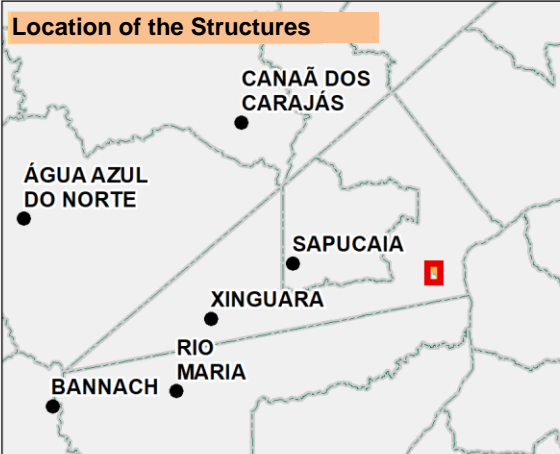 Location of the Structures
CANAÃ DOS
CARAJÁS
ÁGUA AZUL
DO NORTE
SAPUCAIA
XINGUARA
RIO
MARIA
BANNACH